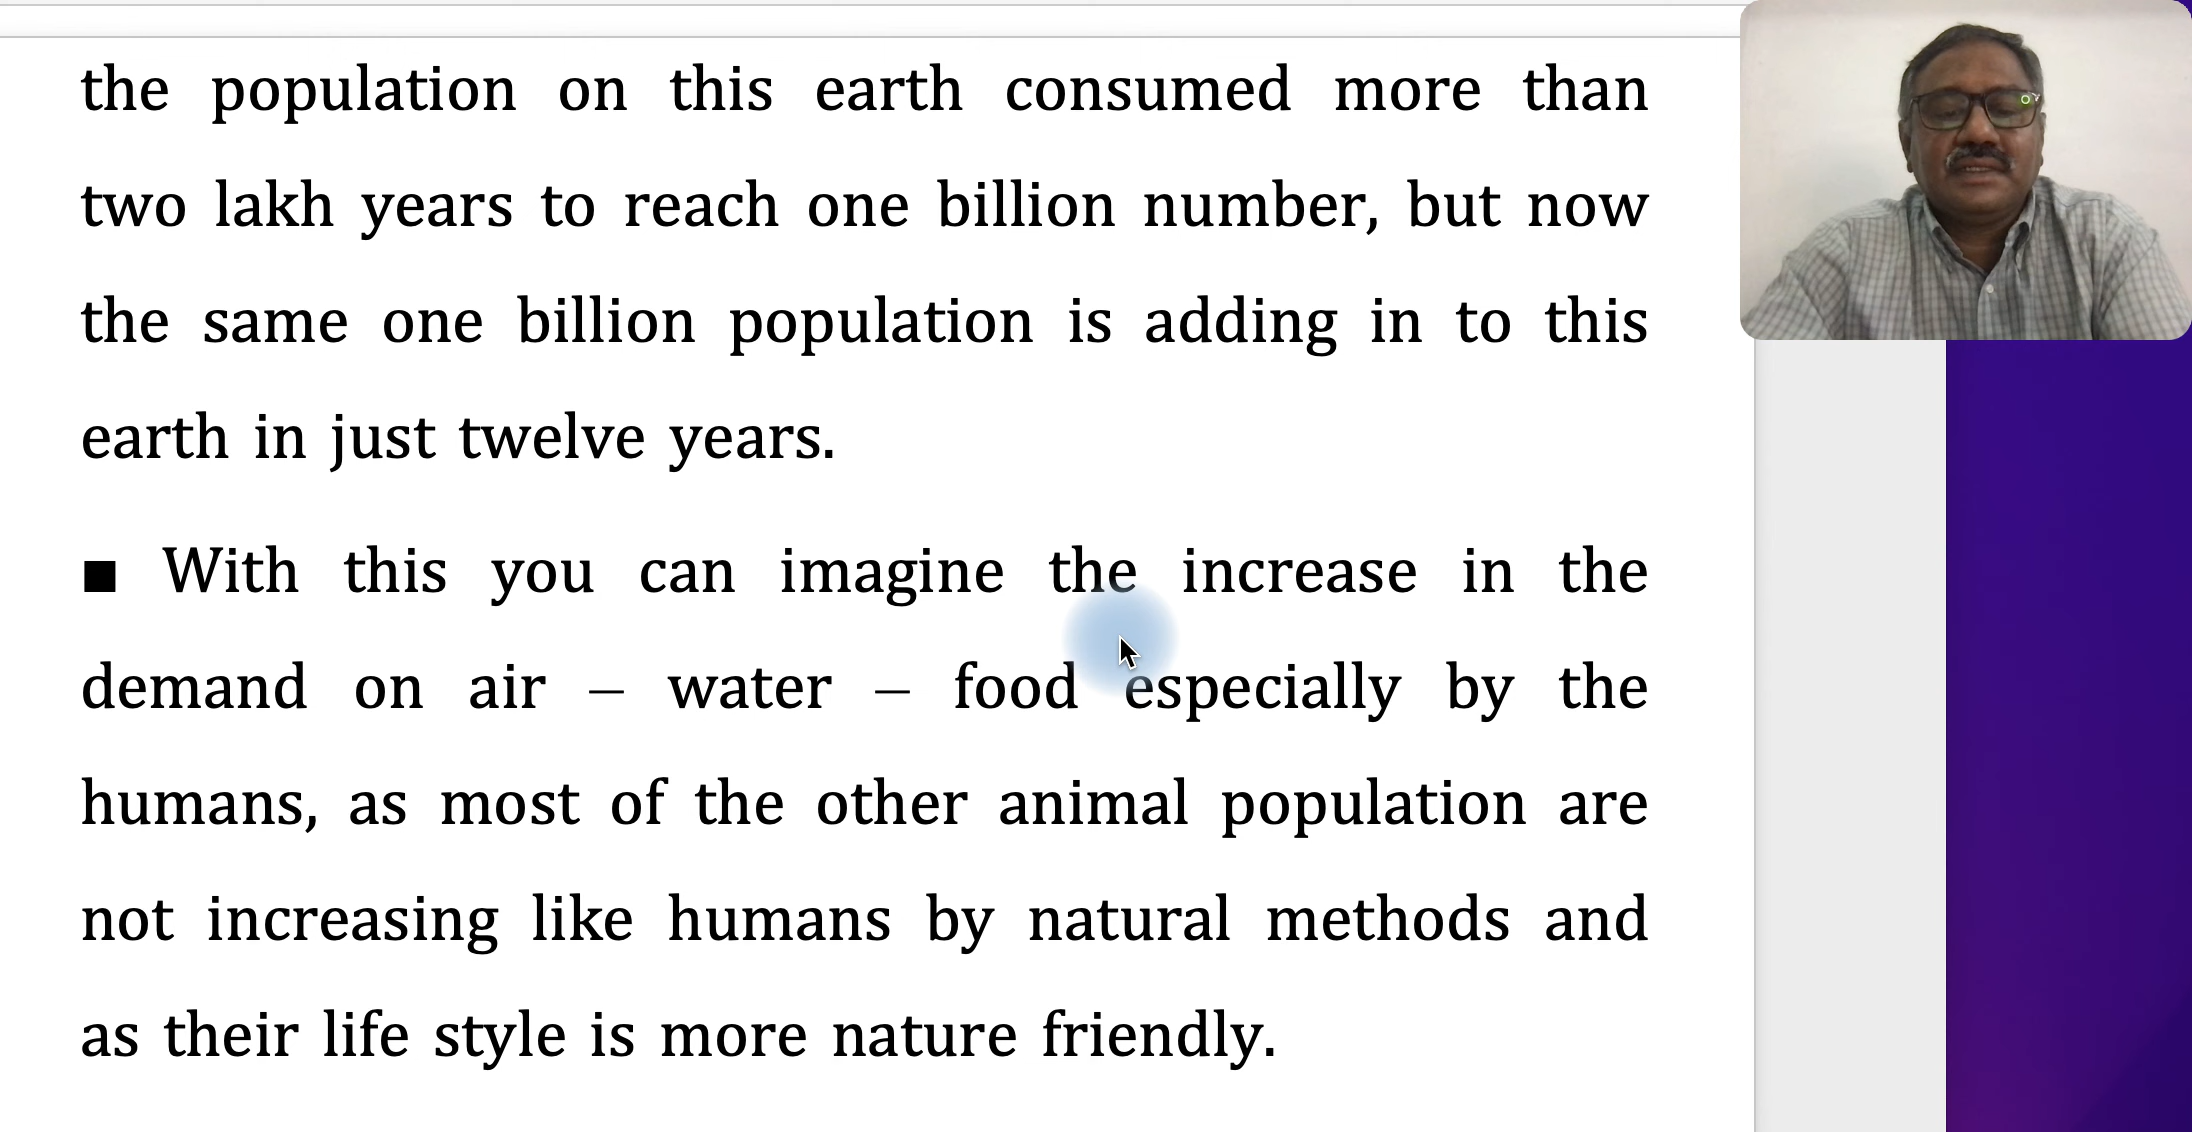 the population on this earth consumed more than
two lakh years to reach one billion number, but now
the same one billion population is adding in to this
earth in just twelve years.
■ With this you can imagine the increase in the
demand on air – water – food especially by the
humans, as most of the other animal population are
not increasing like humans by natural methods and
as their life style is more nature friendly.